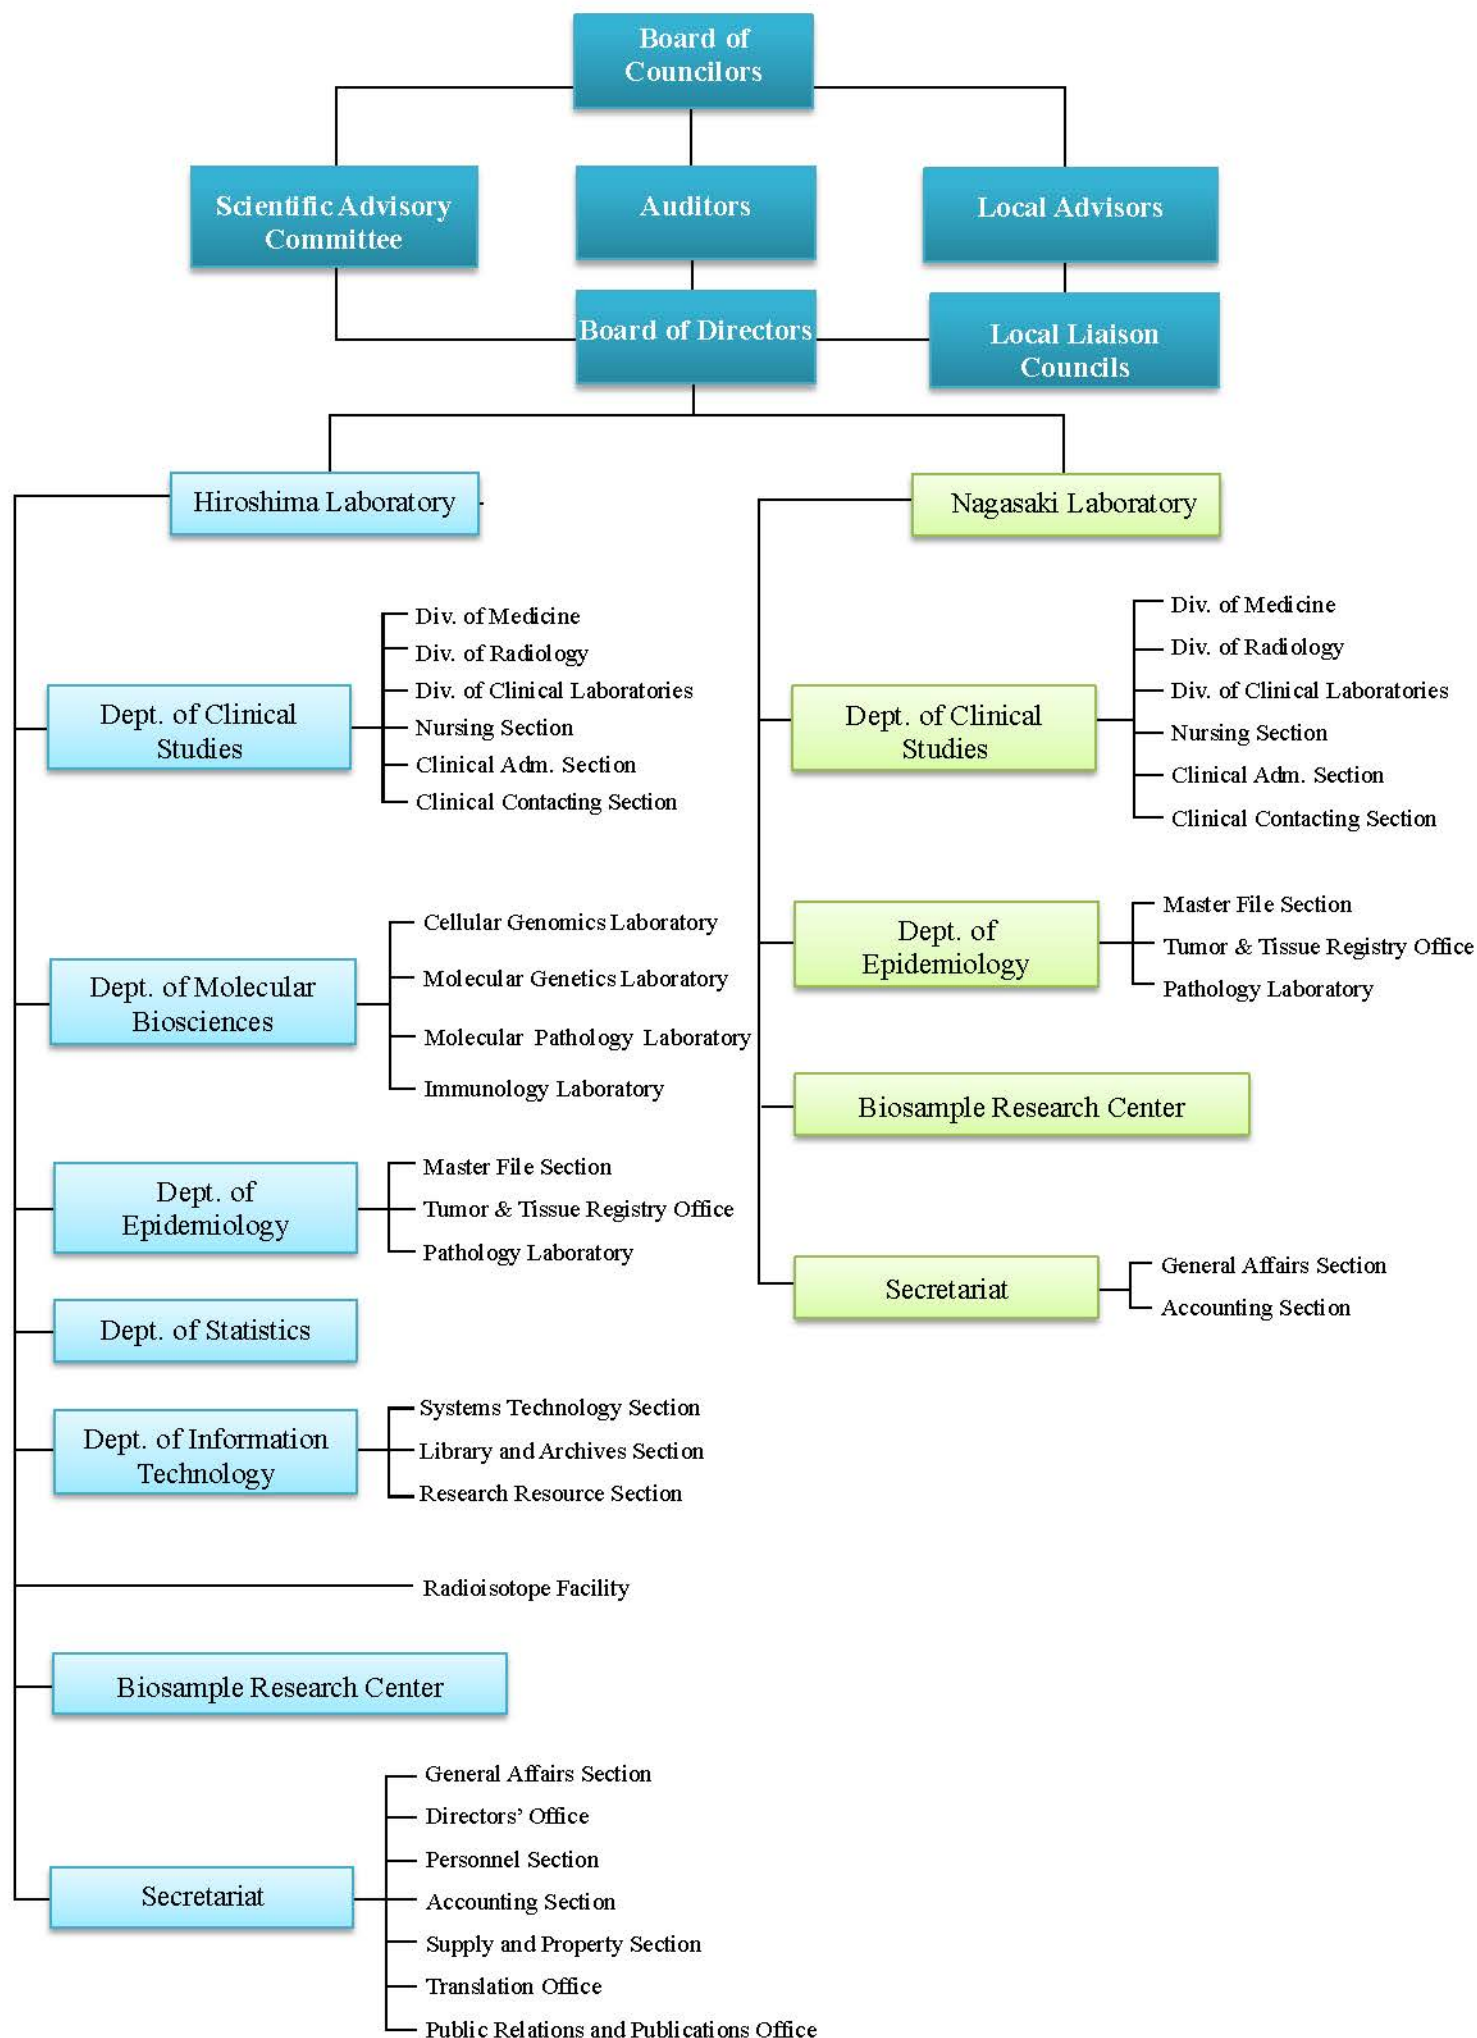 Board of
Councilors
Scientific Advisory
Committee
Auditors
Local Advisors
Board of Directors
Local Liaison
Councils
Hiroshima Laboratory
Dept. of Clinical
Studies
Div. of Medicine
Div. of Radiology
Div. of Clinical Laboratories
Nursing Section
Clinical Adm. Section
Clinical Contacting Section
Dept. of Molecular
Biosciences
Cellular Genomics Laboratory
Molecular Genetics Laboratory
Molecular Pathology Laboratory
Immunology Laboratory
Dept. of
Epidemiology
Master File Section
Tumor & Tissue Registry Office
Pathology Laboratory
Dept. of Statistics
Dept. of Information
Technology
Systems Technology Section
Library and Archives Section
Research Resource Section
Radioisotope Facility
Biosample Research Center
Secretariat
General Affairs Section
Directors’ Office
Personnel Section
Accounting Section
Supply and Property Section
Translation Office
Public Relations and Publications Office
Nagasaki Laboratory
Dept. of Clinical
Studies
Div. of Medicine
Div. of Radiology
Div. of Clinical Laboratories
Nursing Section
Clinical Adm. Section
Clinical Contacting Section
Dept. of
Epidemiology
Master File Section
Tumor & Tissue Registry Office
Pathology Laboratory
Biosample Research Center
Secretariat
General Affairs Section
Accounting Section